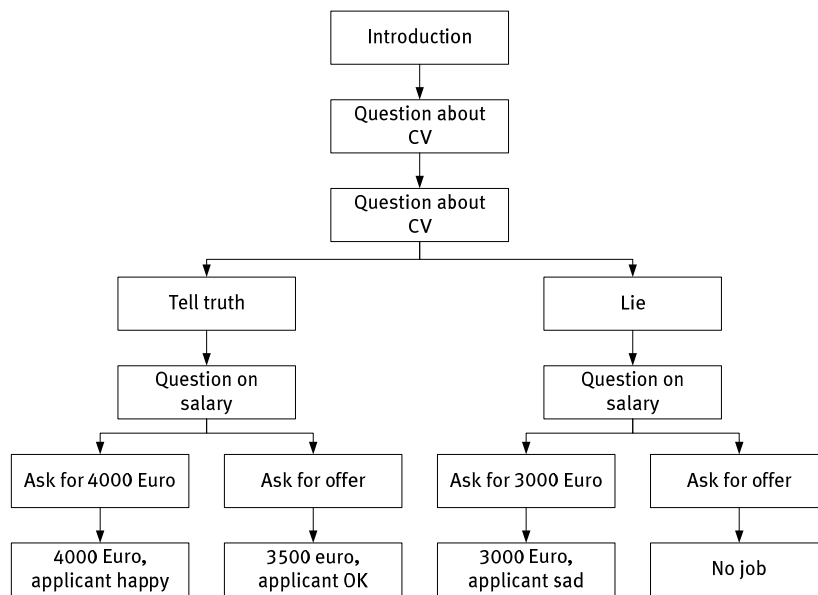 Introduction
Question about
CV
Question about
CV
Tell truth
Lie
Question on
salary
Question on
salary
Ask for 4000 Euro
Ask for offer
Ask for 3000 Euro
Ask for offer
4000 Euro,
applicant happy
3500 euro,
applicant OK
3000 Euro,
applicant sad
No job